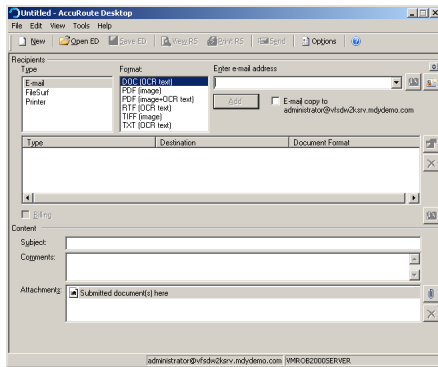 Untitled - AccuRoute Desktop
File Edit View Tools Help
New Open ED Save ED View RS Print RS Send Options
Recipients
Type Format Enter e-mail address
E-mail
FileSurf
Printer
DOC (OCR text)
PDF (image)
PDF (image+OCR text)
RTF (OCR text)
TIFF (image)
TXT (OCR text)
Add
E-mail copy to
administrator@vfsdw2ksrv.mdydemo.com
Type Destination Document Format
Billing
Content
Subject:
Comments:
Attachments: Submitted document(s) here
administrator@vfsdw2ksrv.mdydemo.com VMROB2000SERVER